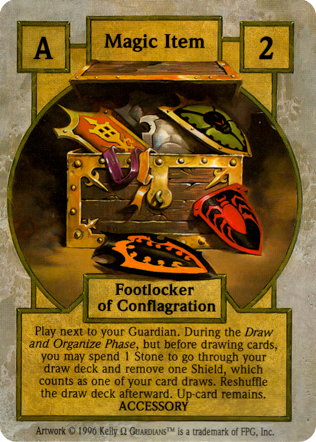 A
Magic Item
2
Footlocker
of Conflagration
Play next to your Guardian. During the Draw
and Organize Phase, but before drawing cards,
you may spend 1 Stone to go through your
draw deck and remove one Shield, which
counts as one of your card draws. Reshuffle
the draw deck afterward. Up-card remains.
ACCESSORY
Artwork © 1996 Kelly Ω GUARDIANS™ is a trademark of FPG, Inc.